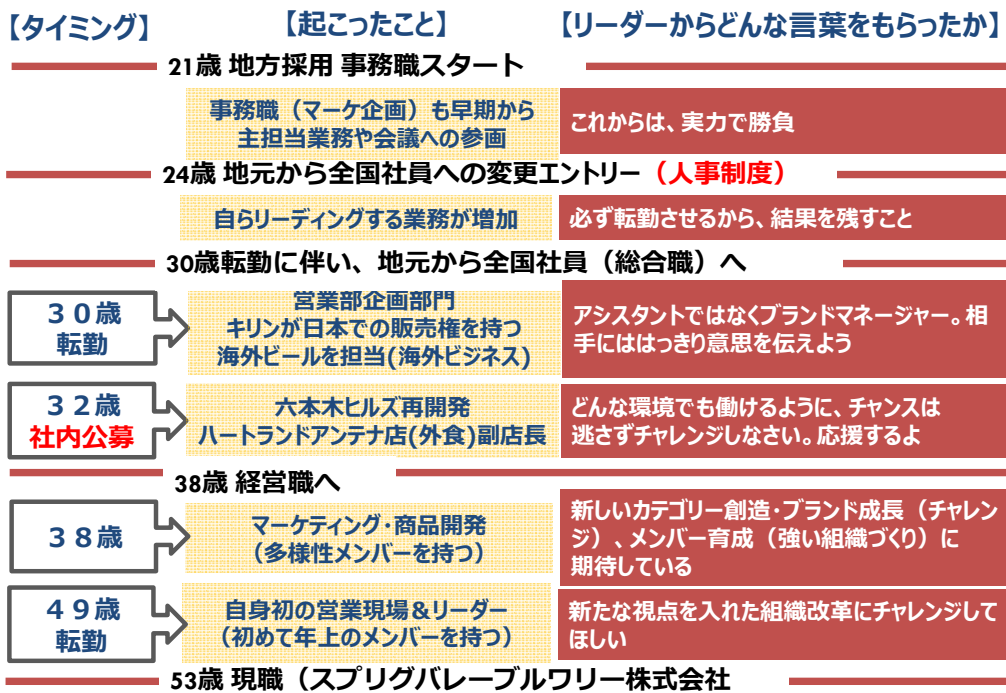 【タイミング】
【起こったこと】
【リーダーからどんな言葉をもらったか】
21歳 地方採用 事務職スタート
事務職（マーケ企画）も早期から
主担当業務や会議への参画
これからは、実力で勝負
24歳 地元から全国社員への変更エントリー（人事制度）
自らリーディングする業務が増加
必ず転勤させるから、結果を残すこと
30歳転勤に伴い、地元から全国社員（総合職）へ
３０歳
転勤
営業部企画部門
キリンが日本での販売権を持つ
海外ビールを担当(海外ビジネス)
アシスタントではなくブランドマネージャー。相
手にははっきり意思を伝えよう
３２歳
社内公募
六本木ヒルズ再開発
ハートランドアンテナ店(外食)副店長
どんな環境でも働けるように、チャンスは
逃さずチャレンジしなさい。応援するよ
38歳 経営職へ
３８歳
マーケティング・商品開発
（多様性メンバーを持つ）
新しいカテゴリー創造・ブランド成長（チャレン
ジ）、メンバー育成（強い組織づくり）に
期待している
４９歳
転勤
自身初の営業現場＆リーダー
（初めて年上のメンバーを持つ）
新たな視点を入れた組織改革にチャレンジして
ほしい
53歳 現職（スプリグバレーブルワリー株式会社